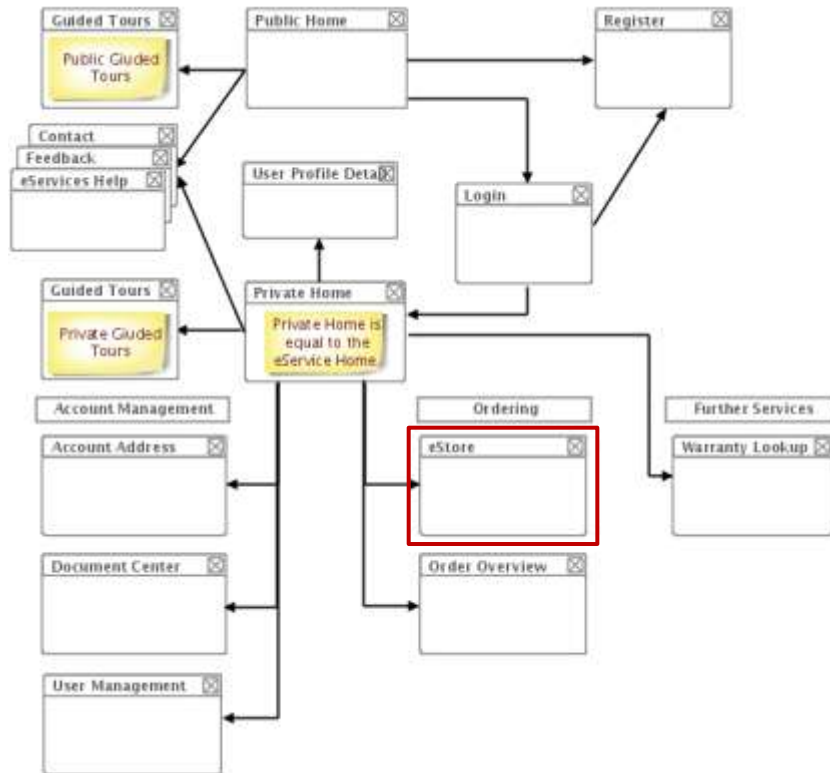 Guided Tours
Public Home
Register
Public Giuded
Tours
Contact
Feedback
eServices Help
User Profile Detail
Login
Guided Tours
Private Home
Private Giuded
Tours
Private Home is
equal to the
eService Home.
Account Management
Ordering
Further Services
Account Address
eStore
Warranty Lookup
Document Center
Order Overview
User Management